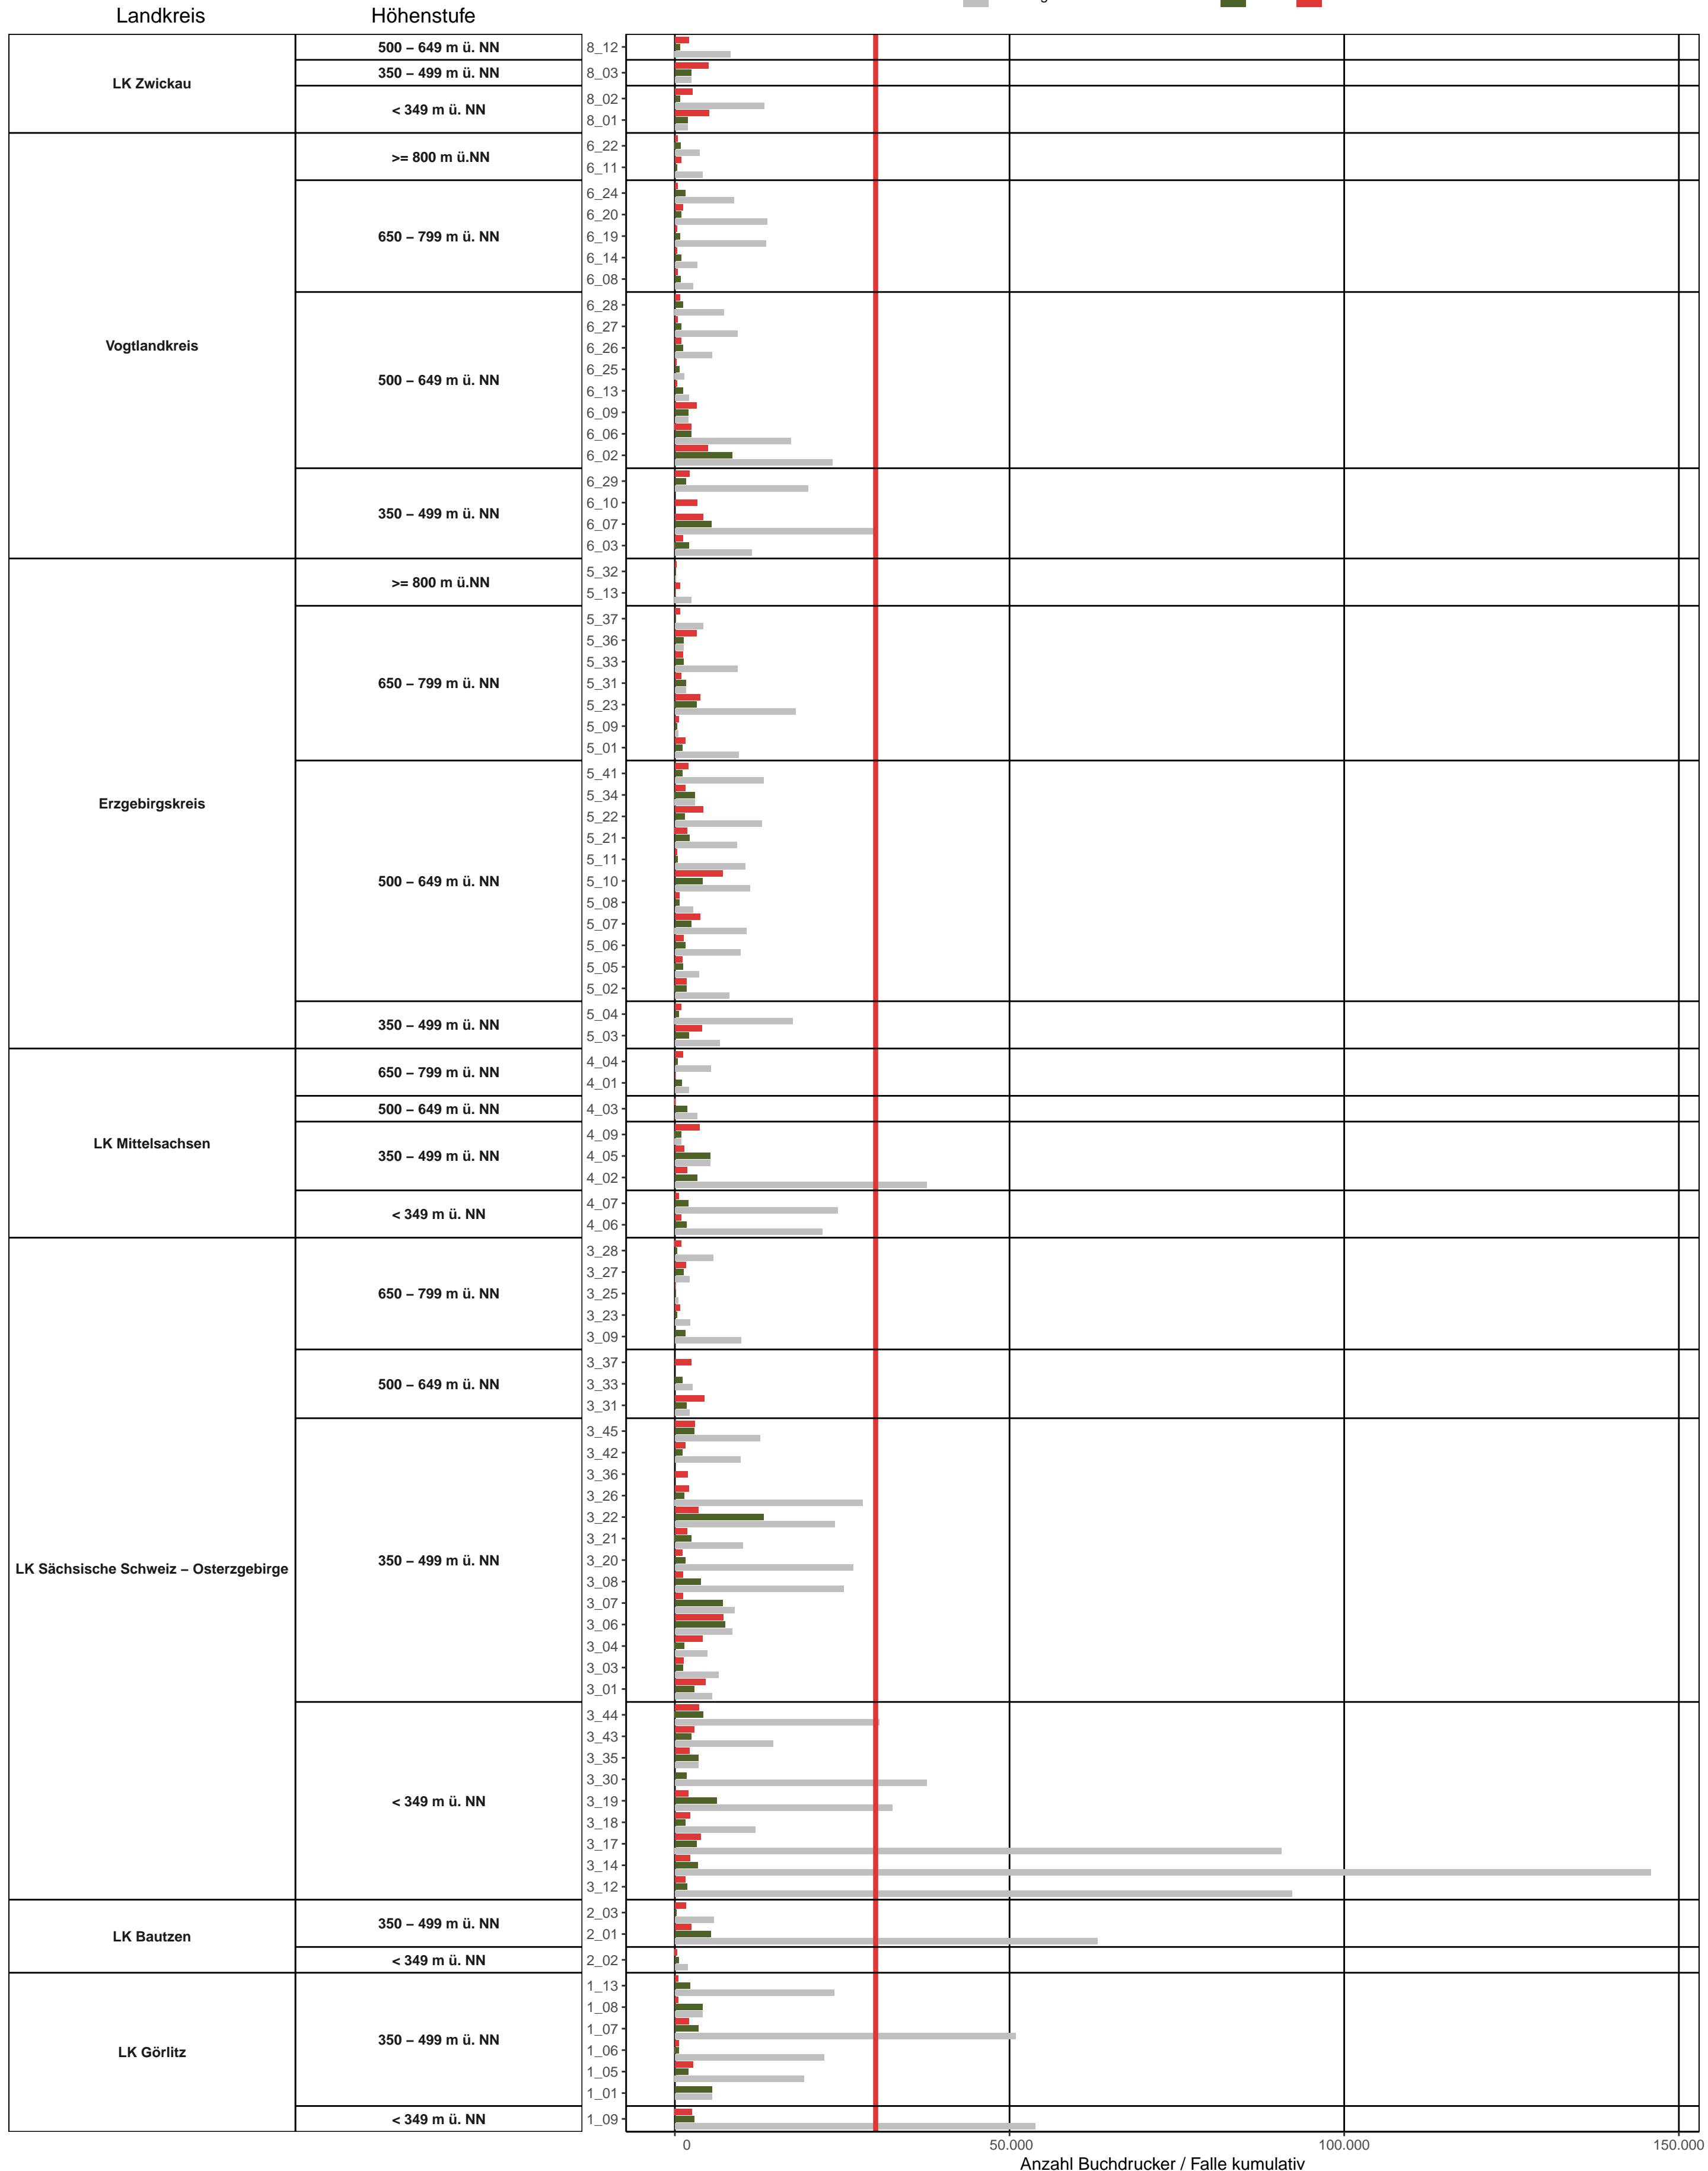 Landkreis Höhenstufe
LK Zwickau
500 – 649 m ü. NN
8_12
350 – 499 m ü. NN
8_03
< 349 m ü. NN
8_02
8_01
Vogtlandkreis
>= 800 m ü.NN
6_22
6_11
650 – 799 m ü. NN
6_24
6_20
6_19
6_14
6_08
500 – 649 m ü. NN
6_28
6_27
6_26
6_25
6_13
6_09
6_06
6_02
350 – 499 m ü. NN
6_29
6_10
6_07
6_03
Erzgebirgskreis
>= 800 m ü.NN
5_32
5_13
650 – 799 m ü. NN
5_37
5_36
5_33
5_31
5_23
5_09
5_01
500 – 649 m ü. NN
5_41
5_34
5_22
5_21
5_11
5_10
5_08
5_07
5_06
5_05
5_02
350 – 499 m ü. NN
5_04
5_03
LK Mittelsachsen
650 – 799 m ü. NN
4_04
4_01
500 – 649 m ü. NN
4_03
350 – 499 m ü. NN
4_09
4_05
4_02
< 349 m ü. NN
4_07
4_06
LK Sächsische Schweiz – Osterzgebirge
650 – 799 m ü. NN
3_28
3_27
3_25
3_23
3_09
500 – 649 m ü. NN
3_37
3_33
3_31
350 – 499 m ü. NN
3_45
3_42
3_36
3_26
3_22
3_21
3_20
3_08
3_07
3_06
3_04
3_03
3_01
< 349 m ü. NN
3_44
3_43
3_35
3_30
3_19
3_18
3_17
3_14
3_12
LK Bautzen
350 – 499 m ü. NN
2_03
2_01
< 349 m ü. NN
2_02
LK Görlitz
350 – 499 m ü. NN
1_13
1_08
1_07
1_06
1_05
1_01
< 349 m ü. NN
1_09
0 50.000 100.000 150.000
Anzahl Buchdrucker / Falle kumulativ